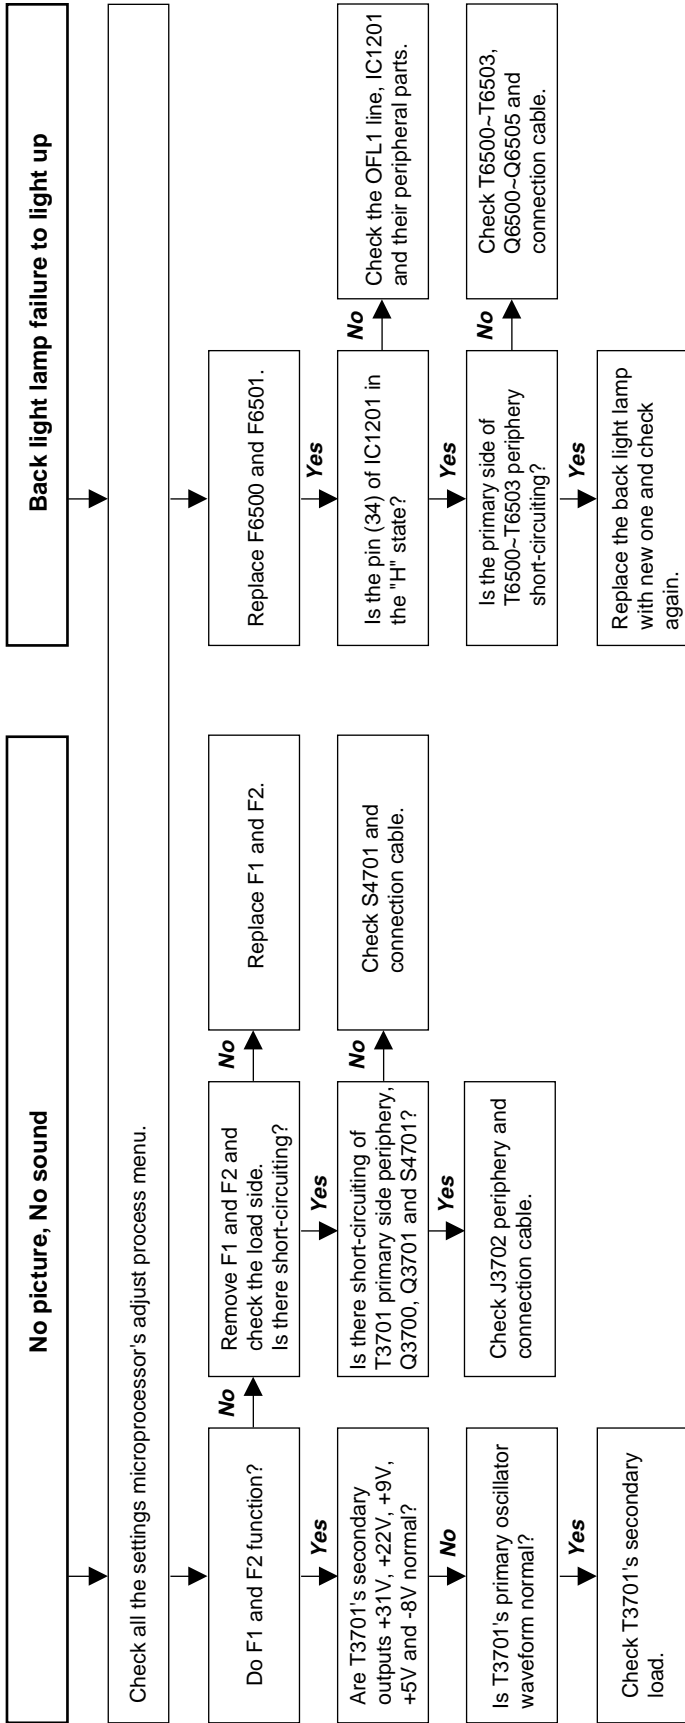 No picture, No sound
Back light lamp failure to light up
Check all the settings microprocessor's adjust process menu.
Do F1 and F2 function?
No
Remove F1 and F2 and
check the load side.
Is there short-circuiting?
No
Replace F1 and F2.
Replace F6500 and F6501.
Yes
Yes
Yes
Are T3701's secondary
outputs +31V, +22V, +9V,
+5V and -8V normal?
Is there short-circuiting of
T3701 primary side periphery,
Q3700, Q3701 and S4701?
No
Check S4701 and
connection cable.
Is the pin (34) of IC1201 in
the "H" state?
No
Check the OFL1 line, IC1201
and their peripheral parts.
No
Yes
Yes
Is T3701's primary oscillator
waveform normal?
Check J3702 periphery and
connection cable.
Is the primary side of
T6500~T6503 periphery
short-circuiting?
No
Check T6500~T6503,
Q6500~Q6505 and
connection cable.
Yes
Yes
Check T3701's secondary
load.
Replace the back light lamp
with new one and check
again.